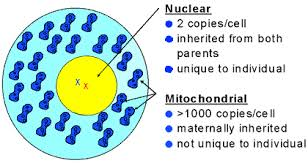 Nuclear
2 copies/cell
inherited from both
parents
unique to individual
X X
Mitochondrial
>1000 copies/cell
maternally inherited
not unique to individual